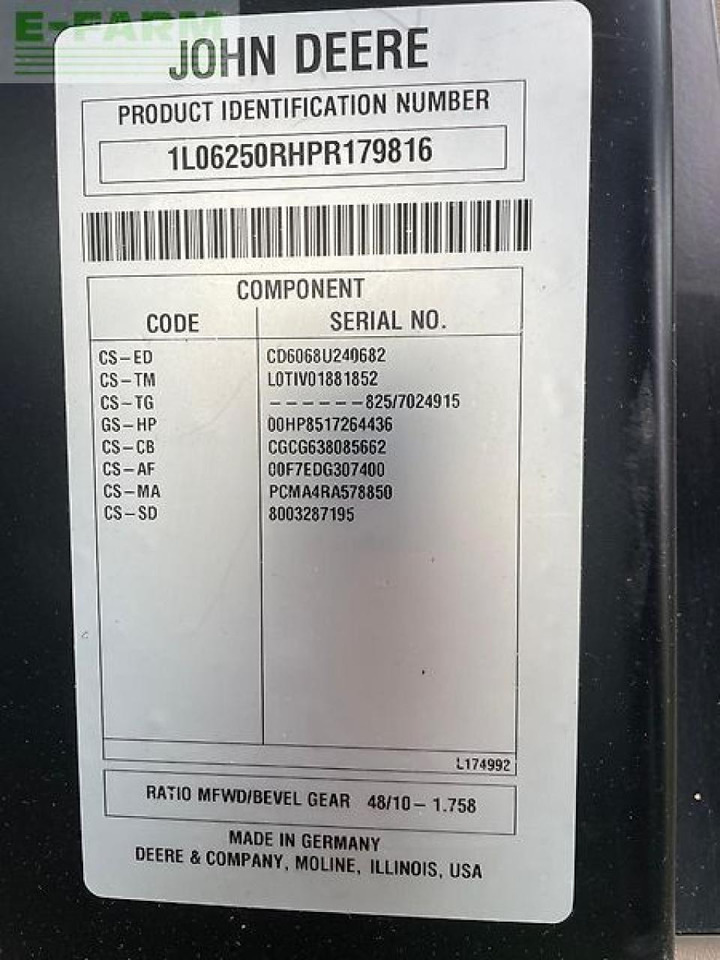 E-FARM
JOHN DEERE
PRODUCT IDENTIFICATION NUMBER
1L06250RHPR179816
COMPONENT
CODE SERIAL NO.
CS-ED CD6068U240682
CS-TM L0TIV01881852
CS-TG ------825/7024915
GS-HP 00HP8517264436
CS-CB CGCG638085662
CS-AF 00F7EDG307400
CS-MA PCMA4RA578850
CS-SD 8003287195
L174992
RATIO MFWD/BEVEL GEAR 48/10-1.758
MADE IN GERMANY
DEERE & COMPANY, MOLINE, ILLINOIS, USA